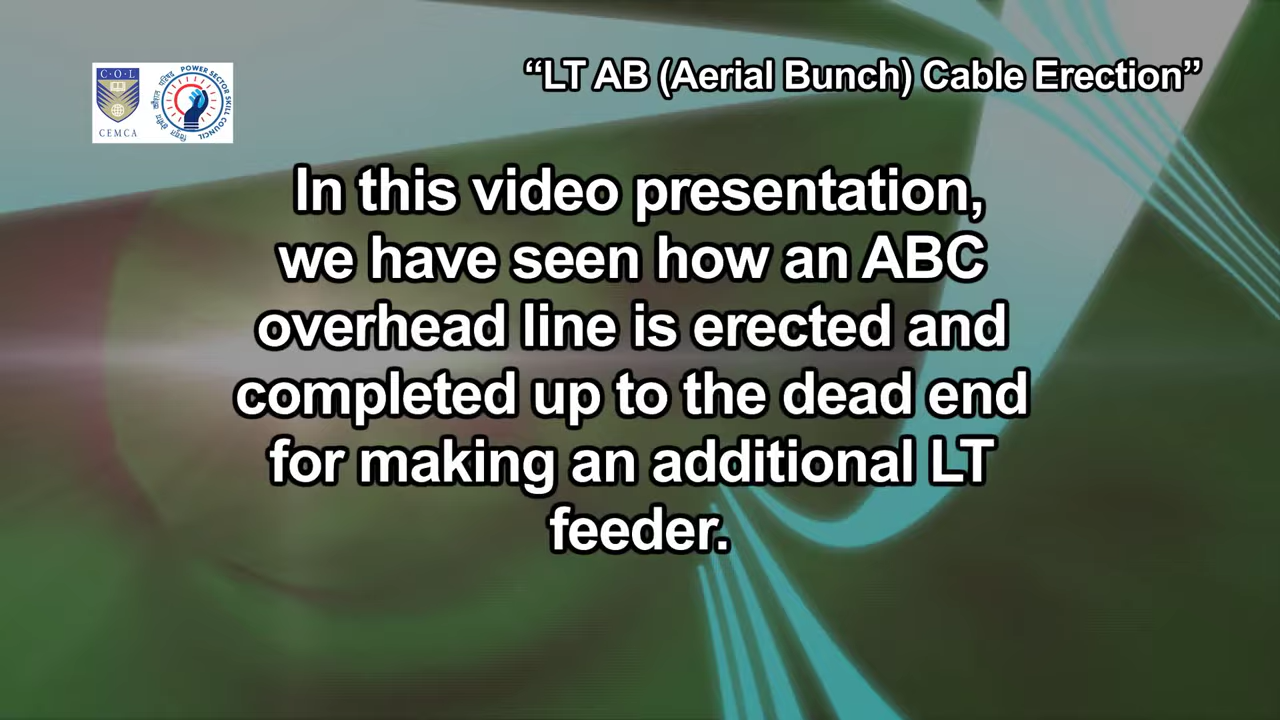 “LT AB (Aerial Bunch) Cable Erection”
C·O·L
CEMCA
POWER SECTOR SKILL COUNCIL
In this video presentation,
we have seen how an ABC
overhead line is erected and
completed up to the dead end
for making an additional LT
feeder.